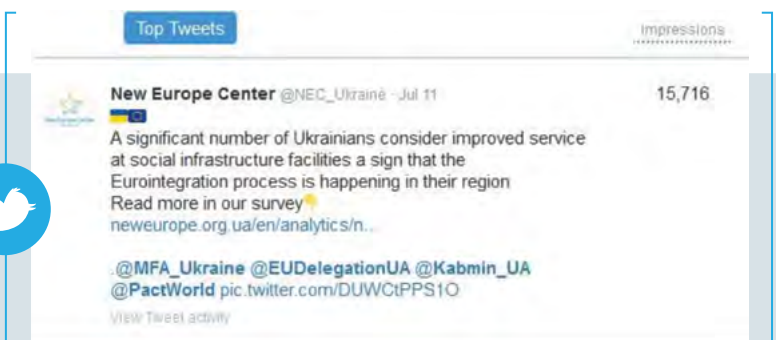 Top Tweets
impressions
New Europe Center @NEC_Ukraine · Jul 11
15,716
🇺🇦🇪🇺
A significant number of Ukrainians consider improved service
at social infrastructure facilities a sign that the
Eurointegration process is happening in their region
Read more in our survey👇
neweurope.org.ua/en/analytics/n...
.@MFA_Ukraine @EUDelegationUA @Kabmin_UA
@PactWorld pic.twitter.com/DUWCtPPS1O
View Tweet activity